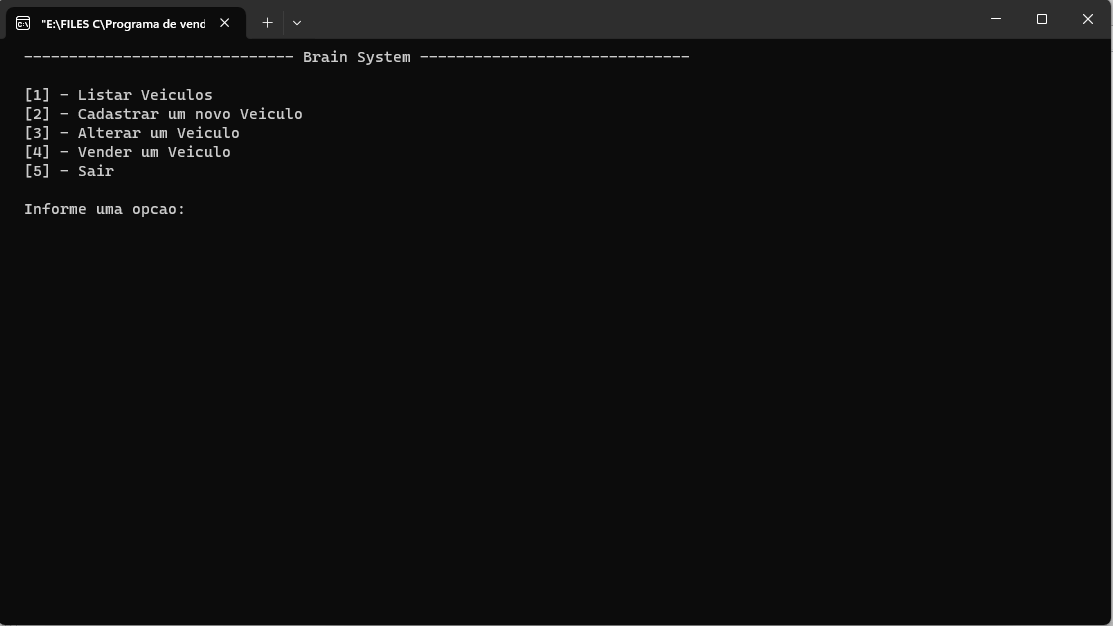 "E:\FILES C\Programa de vend
------------------------------ Brain System ------------------------------
[1] - Listar Veiculos
[2] - Cadastrar um novo Veiculo
[3] - Alterar um Veiculo
[4] - Vender um Veiculo
[5] - Sair
Informe uma opcao: